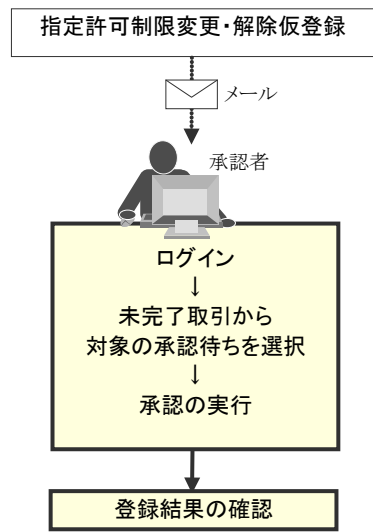 指定許可制限変更・解除仮登録
メール
承認者
ログイン
↓
未完了取引から
対象の承認待ちを選択
↓
承認の実行
登録結果の確認